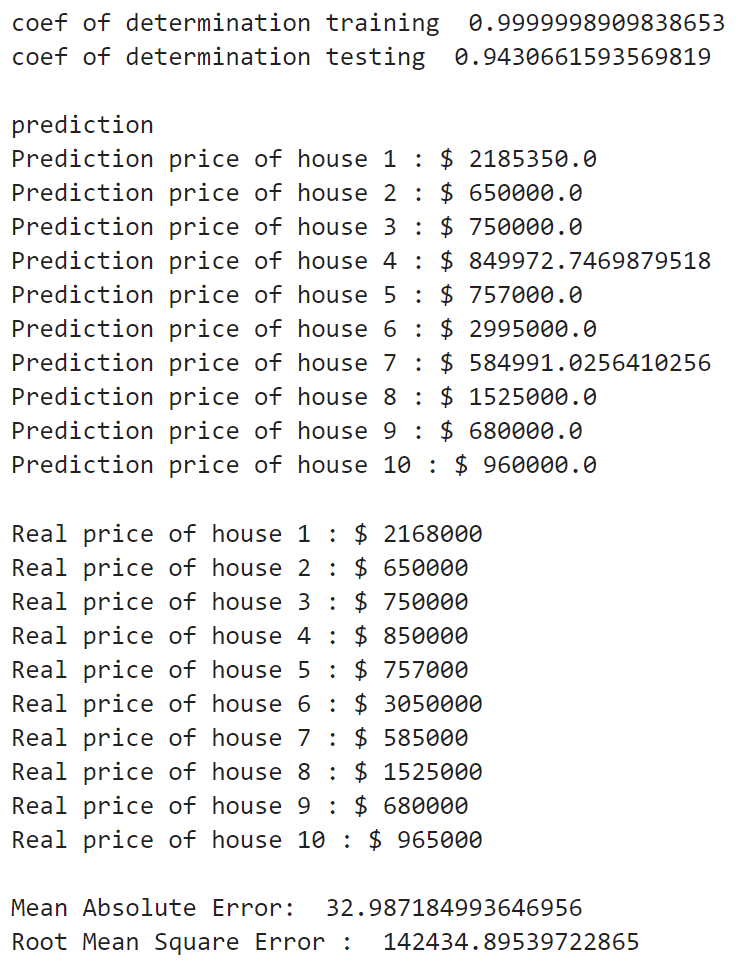 coef of determination training  0.9999998909838653
coef of determination testing  0.9430661593569819
prediction
Prediction price of house 1 : $ 2185350.0
Prediction price of house 2 : $ 650000.0
Prediction price of house 3 : $ 750000.0
Prediction price of house 4 : $ 849972.7469879518
Prediction price of house 5 : $ 757000.0
Prediction price of house 6 : $ 2995000.0
Prediction price of house 7 : $ 584991.0256410256
Prediction price of house 8 : $ 1525000.0
Prediction price of house 9 : $ 680000.0
Prediction price of house 10 : $ 960000.0
Real price of house 1 : $ 2168000
Real price of house 2 : $ 650000
Real price of house 3 : $ 750000
Real price of house 4 : $ 850000
Real price of house 5 : $ 757000
Real price of house 6 : $ 3050000
Real price of house 7 : $ 585000
Real price of house 8 : $ 1525000
Real price of house 9 : $ 680000
Real price of house 10 : $ 965000
Mean Absolute Error:  32.987184993646956
Root Mean Square Error :  142434.89539722865